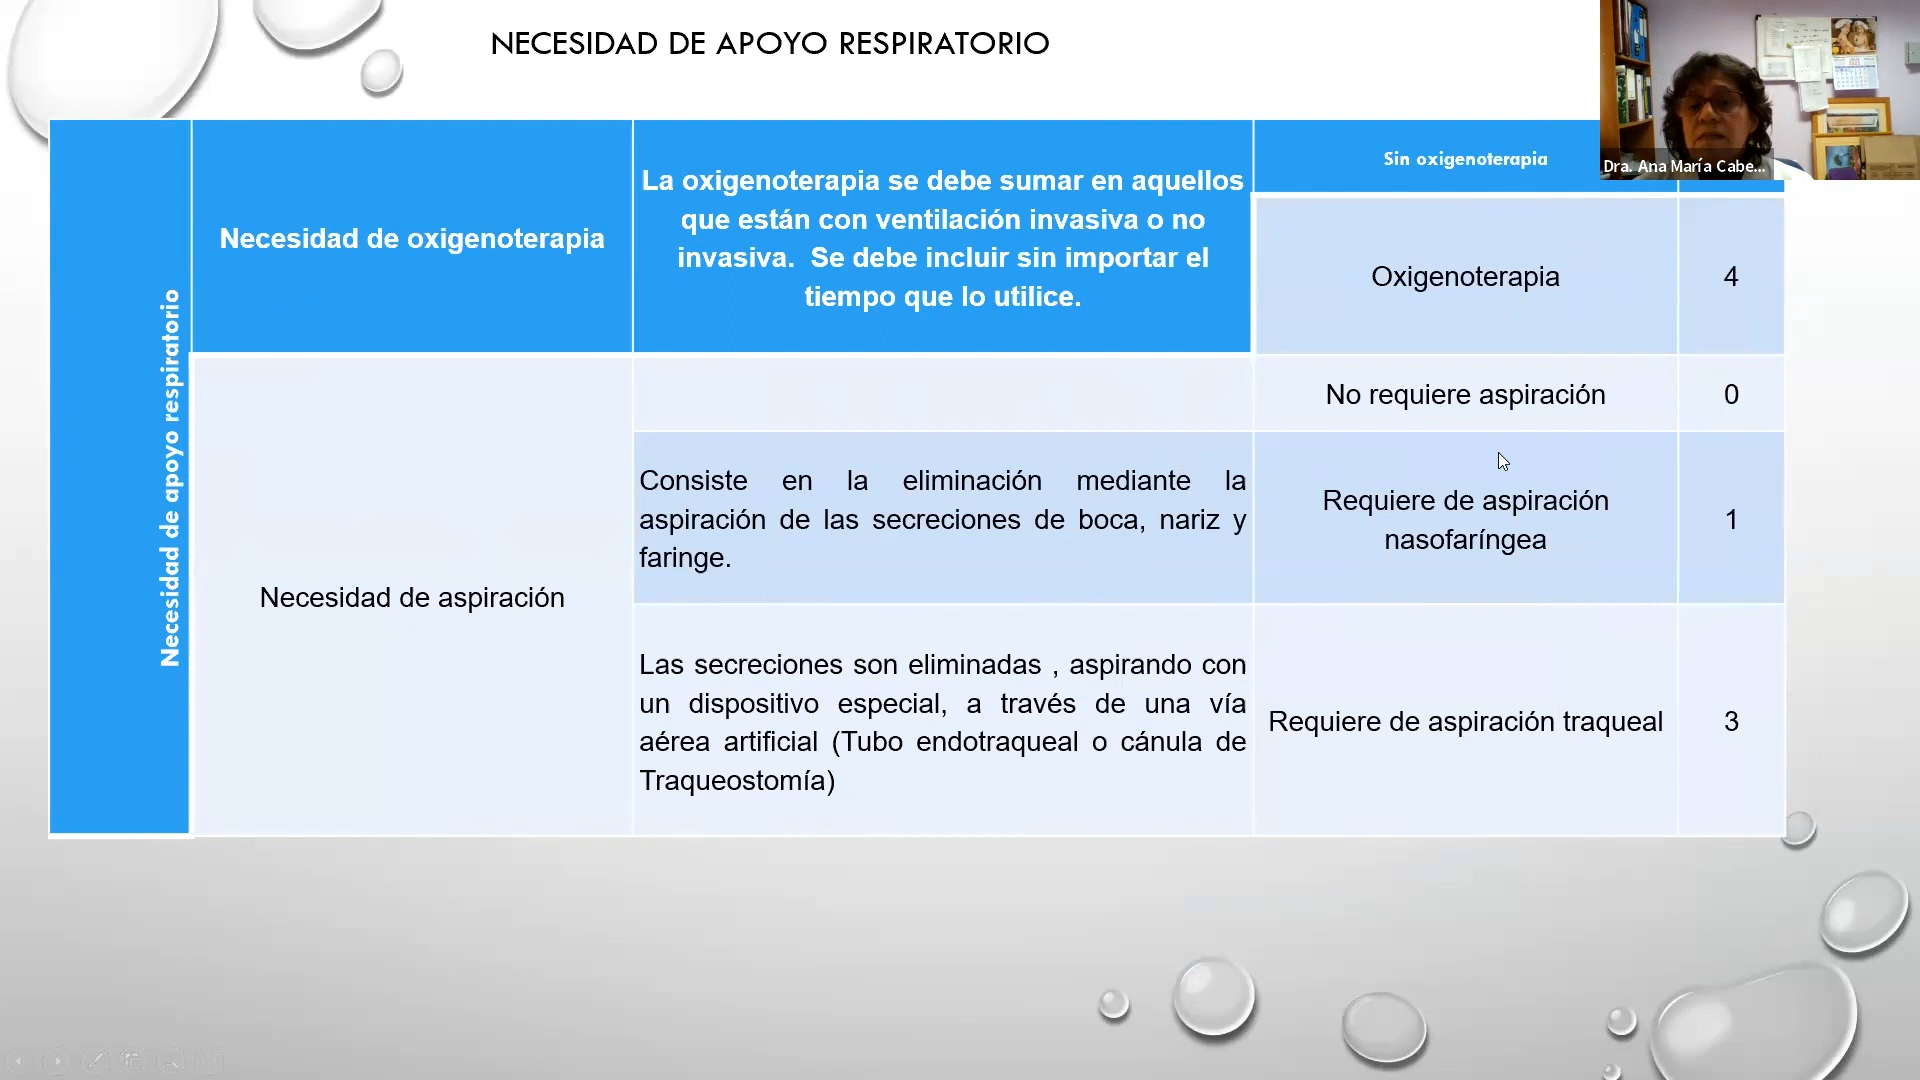 NECESIDAD DE APOYO RESPIRATORIO
Dra. Ana María Cabe...
Necesidad de apoyo respiratorio
Necesidad de oxigenoterapia
La oxigenoterapia se debe sumar en aquellos
que están con ventilación invasiva o no
invasiva. Se debe incluir sin importar el
tiempo que lo utilice.
Sin oxigenoterapia
Oxigenoterapia
4
Necesidad de aspiración
No requiere aspiración
0
Consiste en la eliminación mediante la
aspiración de las secreciones de boca, nariz y
faringe.
Requiere de aspiración
nasofaríngea
1
Las secreciones son eliminadas , aspirando con
un dispositivo especial, a través de una vía
aérea artificial (Tubo endotraqueal o cánula de
Traqueostomía)
Requiere de aspiración traqueal
3